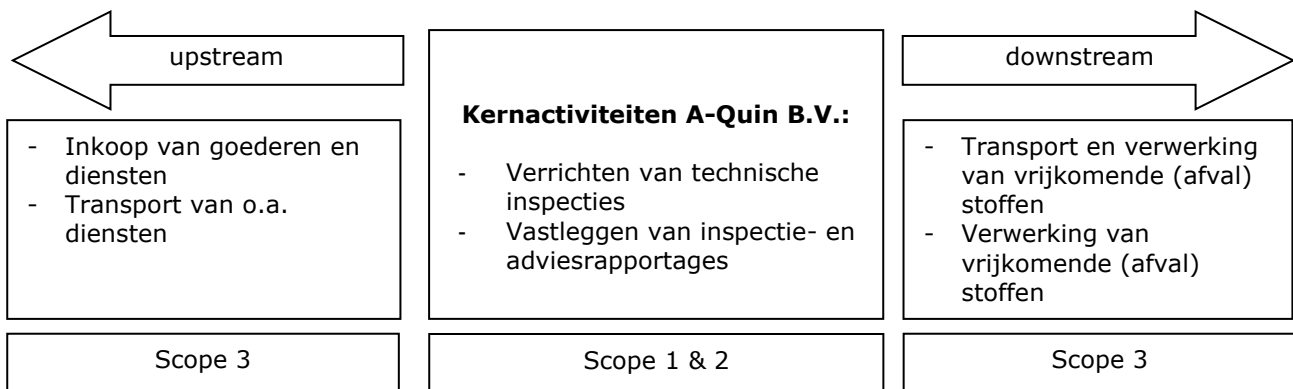 upstream
- Inkoop van goederen en
diensten
- Transport van o.a.
diensten
Scope 3
Kernactiviteiten A-Quin B.V.:
- Verrichten van technische
inspecties
- Vastleggen van inspectie- en
adviesrapportages
Scope 1 & 2
downstream
- Transport en verwerking
van vrijkomende (afval)
stoffen
- Verwerking van
vrijkomende (afval)
stoffen
Scope 3